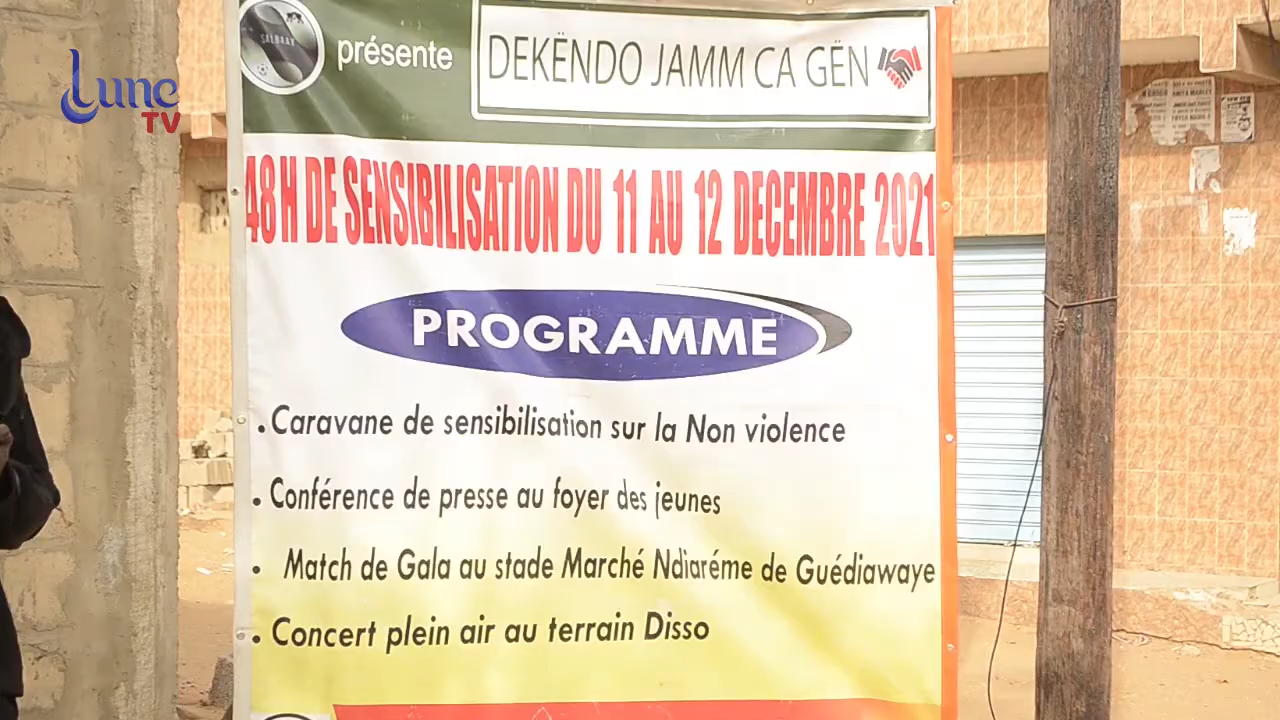 Lune
TV
SALBAAX
présente
DEKËNDO JAMM CA GËN
48H DE SENSIBILISATION DU 11 AU 12 DECEMBRE 2021
PROGRAMME
. Caravane de sensibilisation sur la Non violence
. Conférence de presse au foyer des jeunes
. Match de Gala au stade Marché Ndiaréme de Guédiawaye
. Concert plein air au terrain Disso